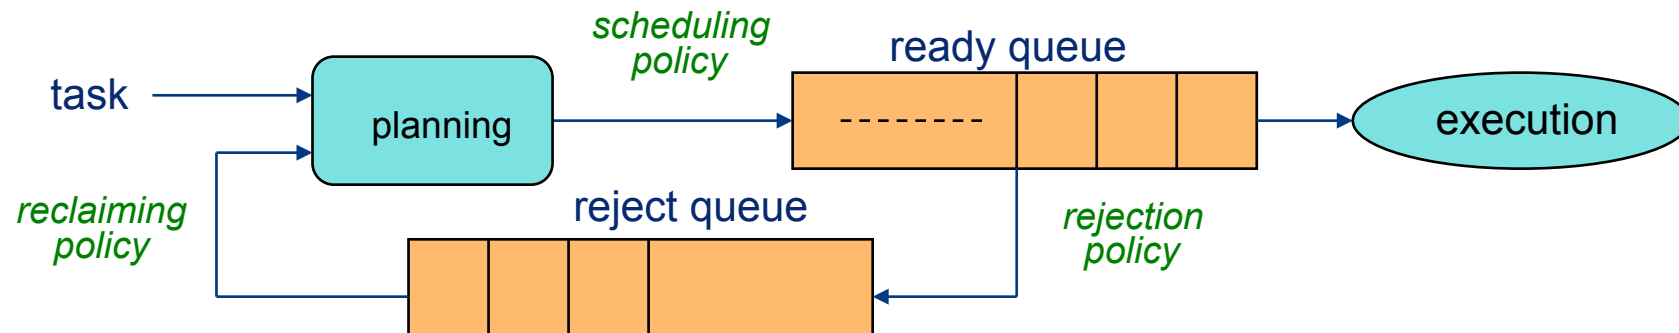 scheduling
policy
ready queue
task
planning
execution
reclaiming
policy
reject queue
rejection
policy